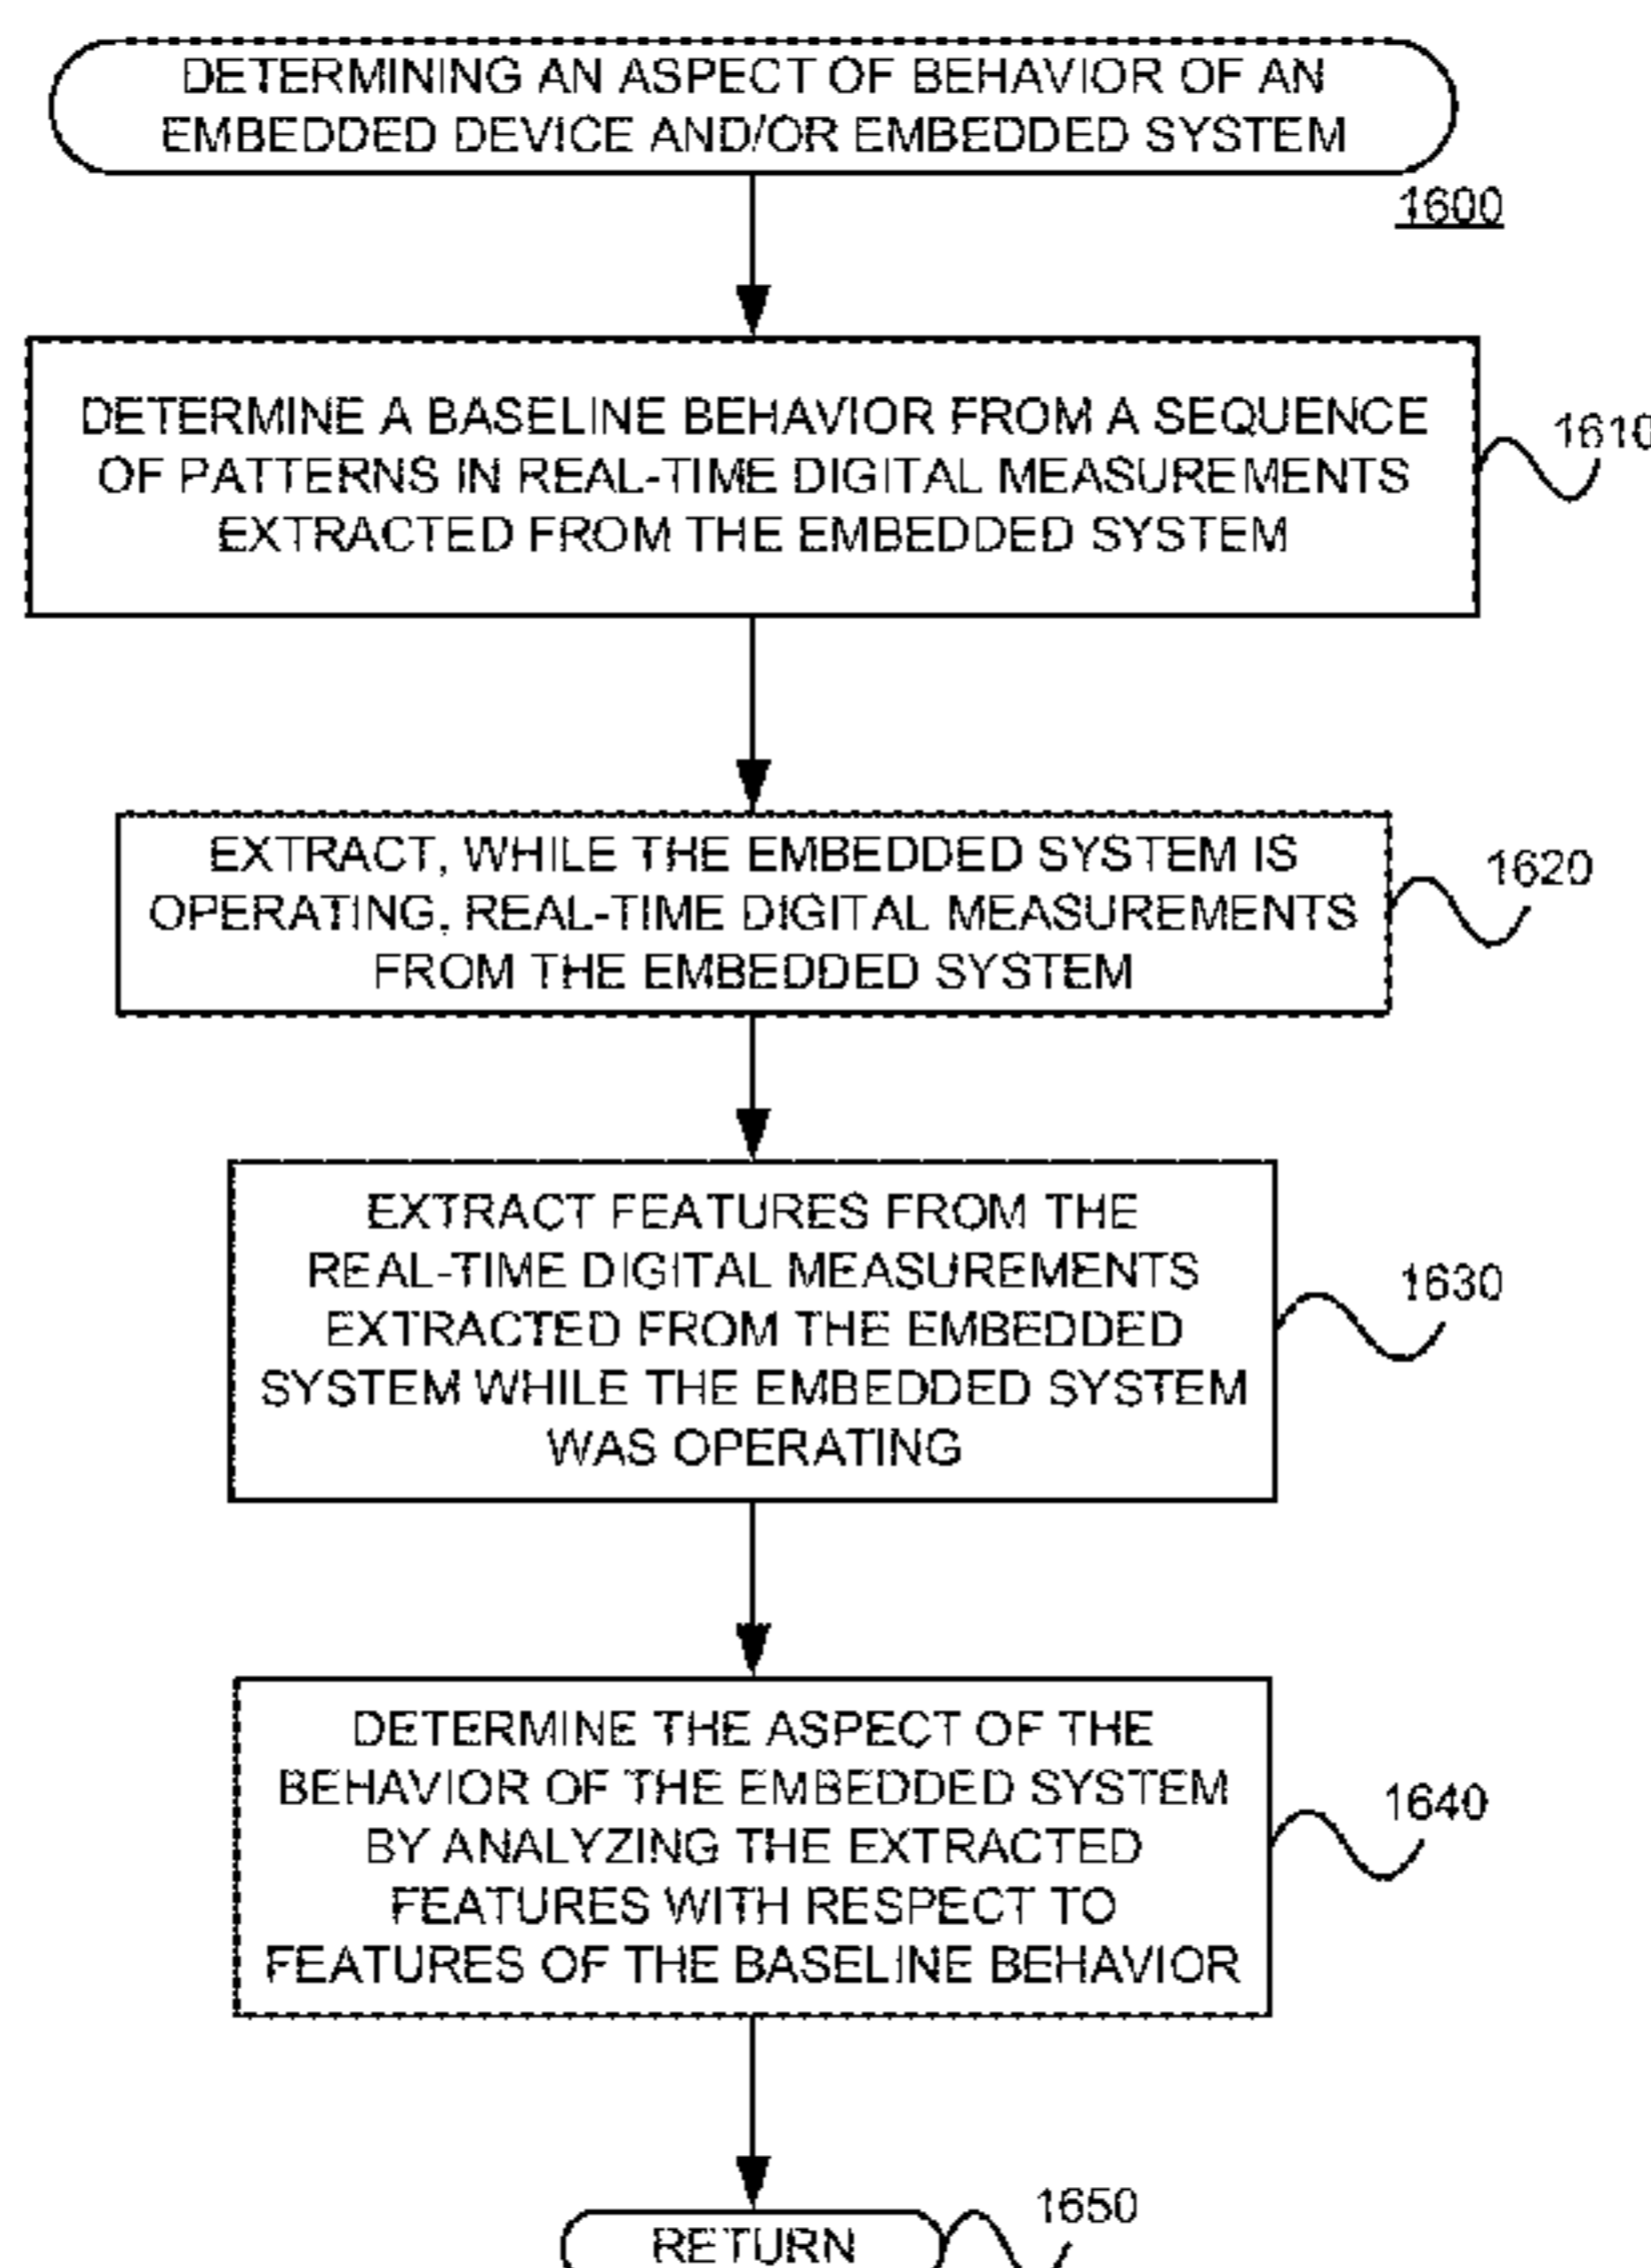 DETERMINING AN ASPECT OF BEHAVIOR OF AN
EMBEDDED DEVICE AND/OR EMBEDDED SYSTEM
1600
DETERMINE A BASELINE BEHAVIOR FROM A SEQUENCE
OF PATTERNS IN REAL-TIME DIGITAL MEASUREMENTS
EXTRACTED FROM THE EMBEDDED SYSTEM
1610
EXTRACT, WHILE THE EMBEDDED SYSTEM IS
OPERATING, REAL-TIME DIGITAL MEASUREMENTS
FROM THE EMBEDDED SYSTEM
1620
EXTRACT FEATURES FROM THE
REAL-TIME DIGITAL MEASUREMENTS
EXTRACTED FROM THE EMBEDDED
SYSTEM WHILE THE EMBEDDED SYSTEM
WAS OPERATING
1630
DETERMINE THE ASPECT OF THE
BEHAVIOR OF THE EMBEDDED SYSTEM
BY ANALYZING THE EXTRACTED
FEATURES WITH RESPECT TO
FEATURES OF THE BASELINE BEHAVIOR
1640
RETURN
1650